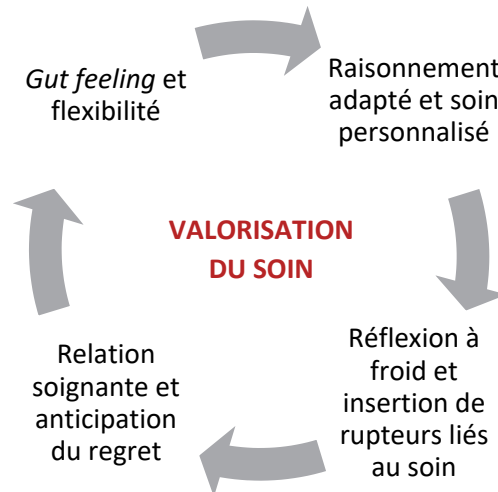 Gut feeling et
flexibilité
Raisonnement
adapté et soin
personnalisé
VALORISATION
DU SOIN
Réflexion à
froid et
insertion de
rupteurs liés
au soin
Relation
soignante et
anticipation
du regret